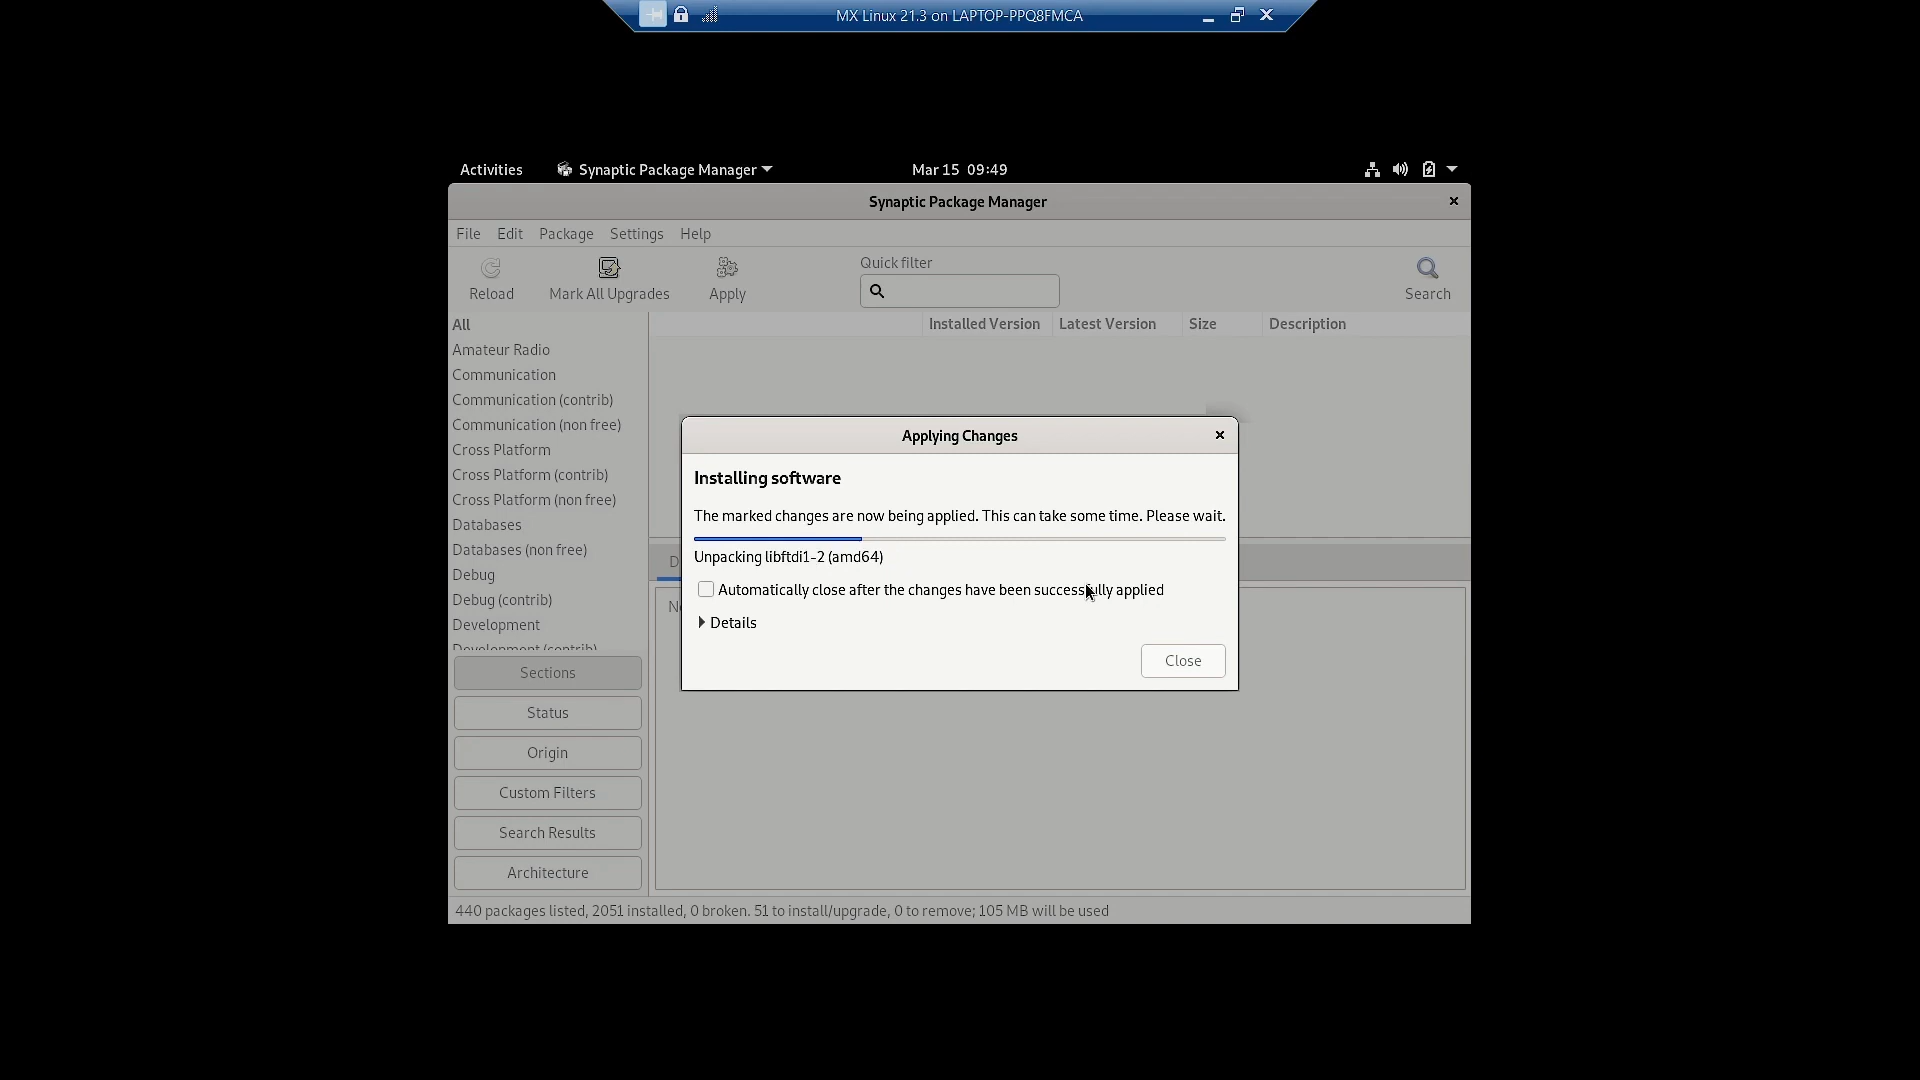 MX Linux 21.3 on LAPTOP-PPQ8FMCA
Activities
Synaptic Package Manager
Mar 15 09:49
Synaptic Package Manager
File Edit Package Settings Help
Reload
Mark All Upgrades
Apply
Quick filter
Search
All
Amateur Radio
Communication
Communication (contrib)
Communication (non free)
Cross Platform
Cross Platform (contrib)
Cross Platform (non free)
Databases
Databases (non free)
Debug
Debug (contrib)
Development
Development (contrib)
Installed Version Latest Version Size Description
Applying Changes
Installing software
The marked changes are now being applied. This can take some time. Please wait.
Unpacking libftdi1-2 (amd64)
Automatically close after the changes have been successfully applied
Details
Close
Sections
Status
Origin
Custom Filters
Search Results
Architecture
440 packages listed, 2051 installed, 0 broken. 51 to install/upgrade, 0 to remove; 105 MB will be used